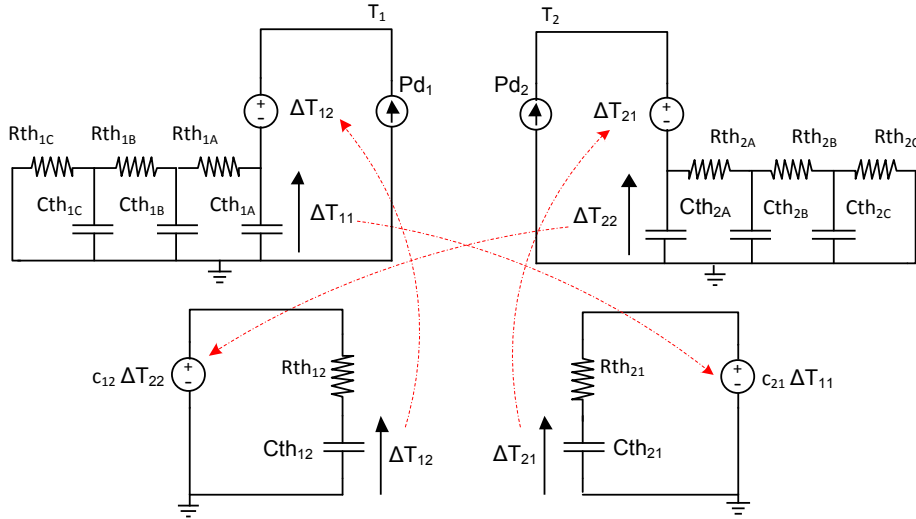 T₁
T₂
Pd₁
Pd₂
+
-
ΔT₁₂
ΔT₂₁
+
-
Rth₁C
Rth₁B
Rth₁A
Rth₂A
Rth₂B
Rth₂C
Cth₁C
Cth₁B
Cth₁A
ΔT₁₁
ΔT₂₂
Cth₂A
Cth₂B
Cth₂C
c₁₂ ΔT₂₂
+
-
Rth₁₂
Rth₂₁
+
-
c₂₁ ΔT₁₁
Cth₁₂
ΔT₁₂
ΔT₂₁
Cth₂₁